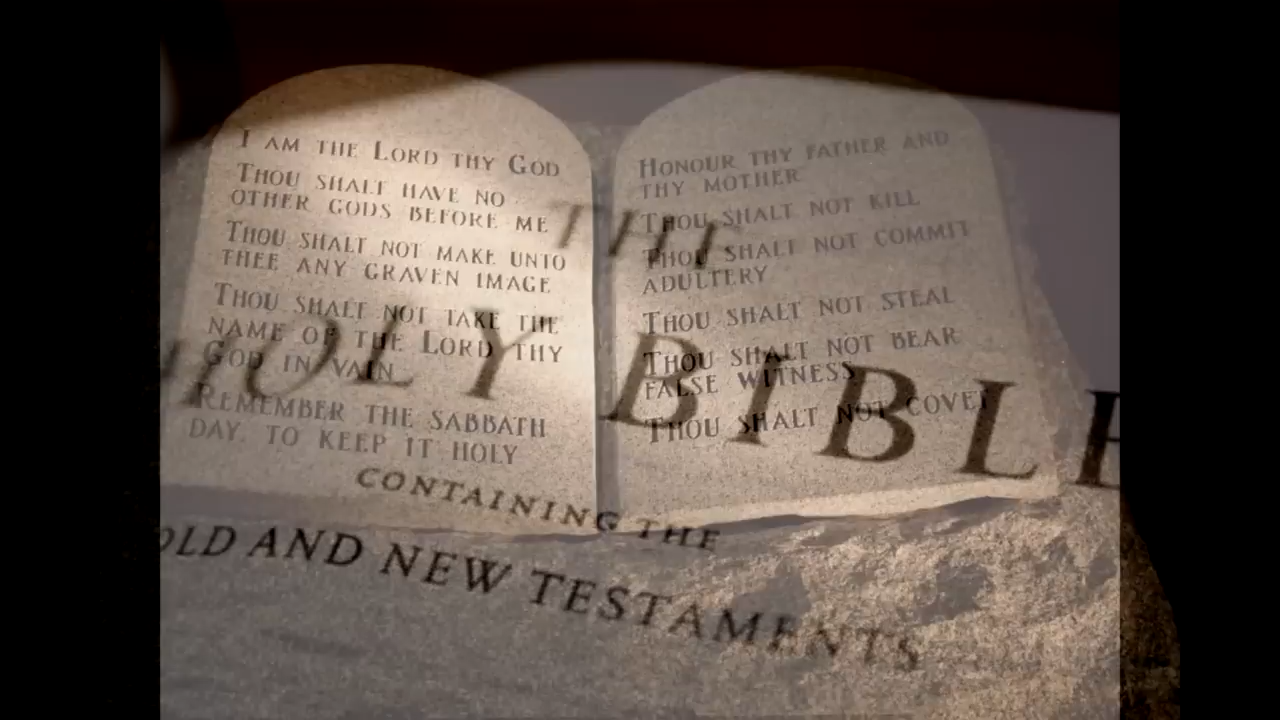 I AM THE LORD THY GOD
THOU SHALT HAVE NO
OTHER GODS BEFORE ME
THOU SHALT NOT MAKE UNTO
THEE ANY GRAVEN IMAGE
THOU SHALT NOT TAKE THE
NAME OF THE LORD THY
GOD IN VAIN
REMEMBER THE SABBATH
DAY, TO KEEP IT HOLY
HONOUR THY FATHER AND
THY MOTHER
THOU SHALT NOT KILL
THOU SHALT NOT COMMIT
ADULTERY
THOU SHALT NOT STEAL
THOU SHALT NOT BEAR
FALSE WITNESS
THOU SHALT NOT COVET
THE
HOLY BIBLE
CONTAINING THE
OLD AND NEW TESTAMENTS